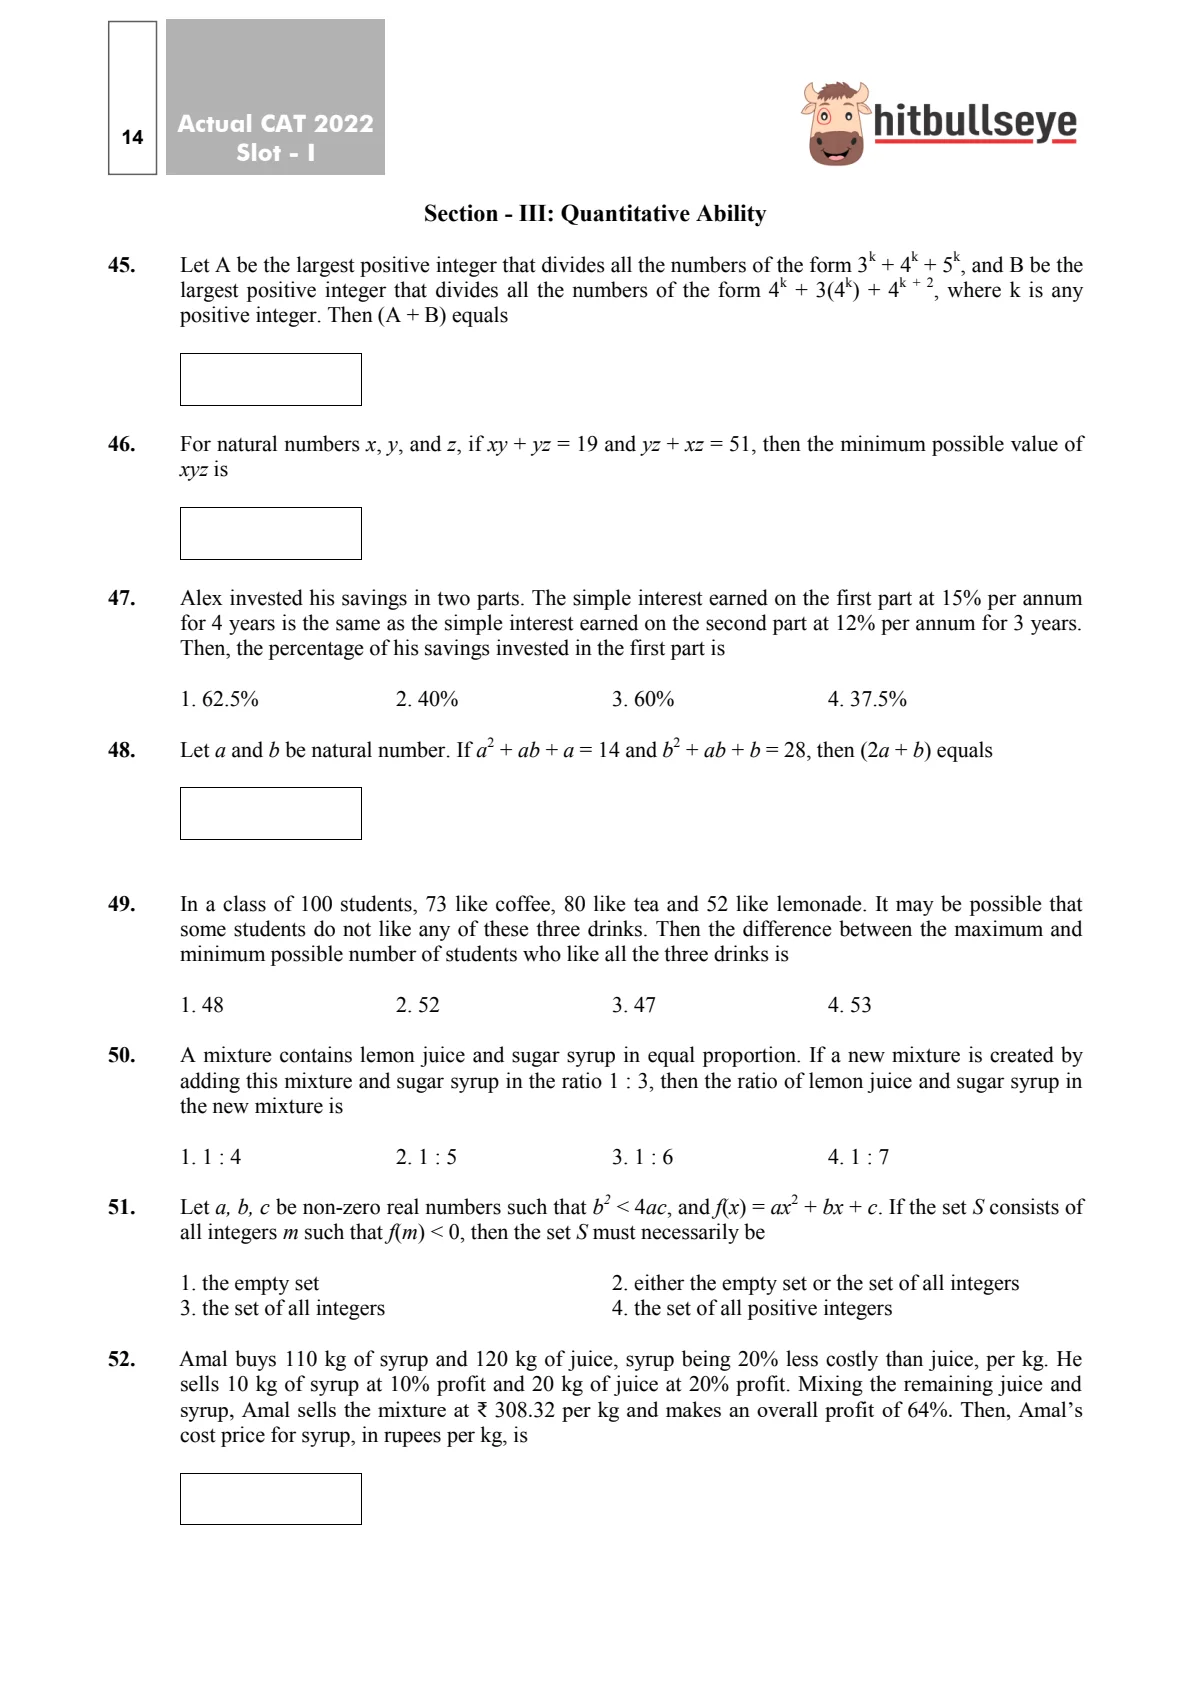 14
Actual CAT 2022
Slot - I
hitbullseye
Section - III: Quantitative Ability
45. Let A be the largest positive integer that divides all the numbers of the form 3^k + 4^k + 5^k, and B be the
largest positive integer that divides all the numbers of the form 4^k + 3(4^k) + 4^(k + 2), where k is any
positive integer. Then (A + B) equals
46. For natural numbers x, y, and z, if xy + yz = 19 and yz + xz = 51, then the minimum possible value of
xyz is
47. Alex invested his savings in two parts. The simple interest earned on the first part at 15% per annum
for 4 years is the same as the simple interest earned on the second part at 12% per annum for 3 years.
Then, the percentage of his savings invested in the first part is
1. 62.5% 2. 40% 3. 60% 4. 37.5%
48. Let a and b be natural number. If a² + ab + a = 14 and b² + ab + b = 28, then (2a + b) equals
49. In a class of 100 students, 73 like coffee, 80 like tea and 52 like lemonade. It may be possible that
some students do not like any of these three drinks. Then the difference between the maximum and
minimum possible number of students who like all the three drinks is
1. 48 2. 52 3. 47 4. 53
50. A mixture contains lemon juice and sugar syrup in equal proportion. If a new mixture is created by
adding this mixture and sugar syrup in the ratio 1 : 3, then the ratio of lemon juice and sugar syrup in
the new mixture is
1. 1 : 4 2. 1 : 5 3. 1 : 6 4. 1 : 7
51. Let a, b, c be non-zero real numbers such that b² < 4ac, and f(x) = ax² + bx + c. If the set S consists of
all integers m such that f(m) < 0, then the set S must necessarily be
1. the empty set 2. either the empty set or the set of all integers
3. the set of all integers 4. the set of all positive integers
52. Amal buys 110 kg of syrup and 120 kg of juice, syrup being 20% less costly than juice, per kg. He
sells 10 kg of syrup at 10% profit and 20 kg of juice at 20% profit. Mixing the remaining juice and
syrup, Amal sells the mixture at ₹ 308.32 per kg and makes an overall profit of 64%. Then, Amal’s
cost price for syrup, in rupees per kg, is